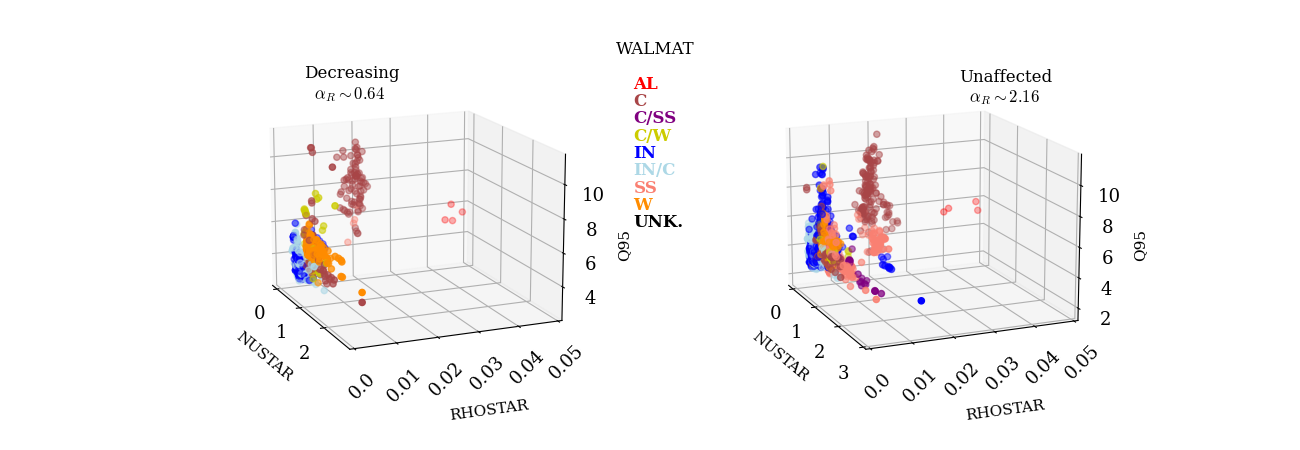 WALMAT
Decreasing
α_R ∼ 0.64
Unaffected
α_R ∼ 2.16
AL
C
C/SS
C/W
IN
IN/C
SS
W
UNK.
10
8
6
4
Q95
0
1
2
NUSTAR
0.0
0.01
0.02
0.03
0.04
0.05
RHOSTAR
10
8
6
4
2
Q95
0
1
2
3
NUSTAR
0.0
0.01
0.02
0.03
0.04
0.05
RHOSTAR